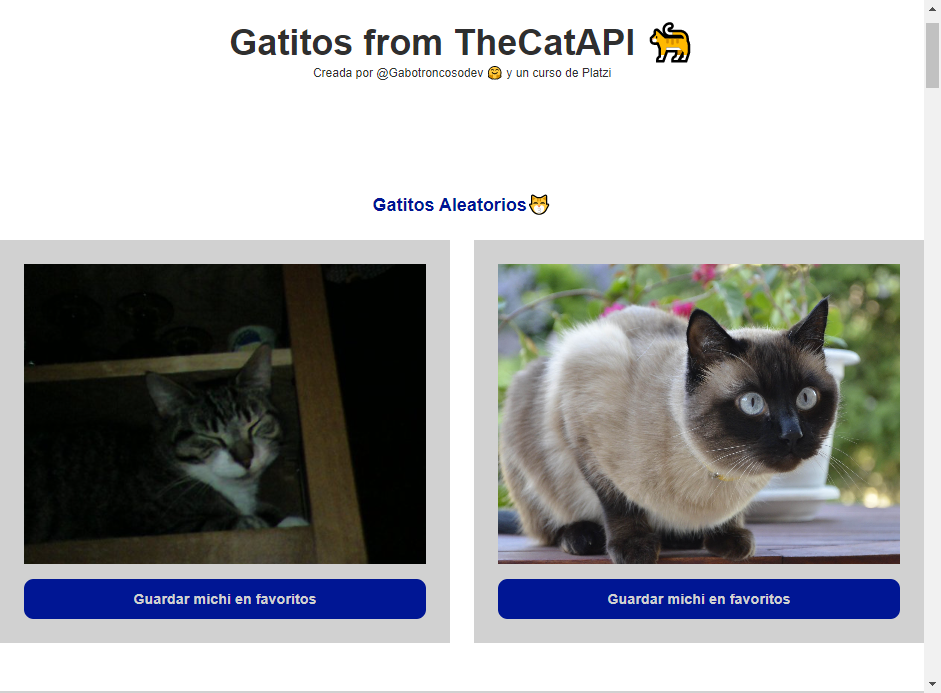 Gatitos from TheCatAPI 🐈
Creada por @Gabotroncosodev 🤗 y un curso de Platzi
Gatitos Aleatorios😸
Guardar michi en favoritos
Guardar michi en favoritos